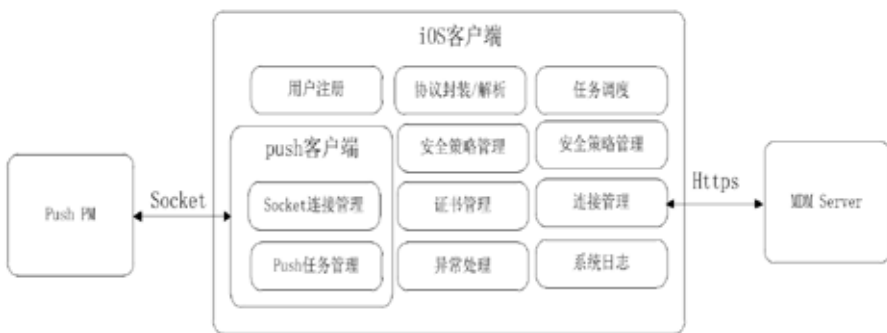 iOS客户端
用户注册
协议封装/解析
任务调度
push客户端
安全策略管理
安全策略管理
Push PM
Socket
Socket连接管理
证书管理
连接管理
Https
MDM Server
Push任务管理
异常处理
系统日志